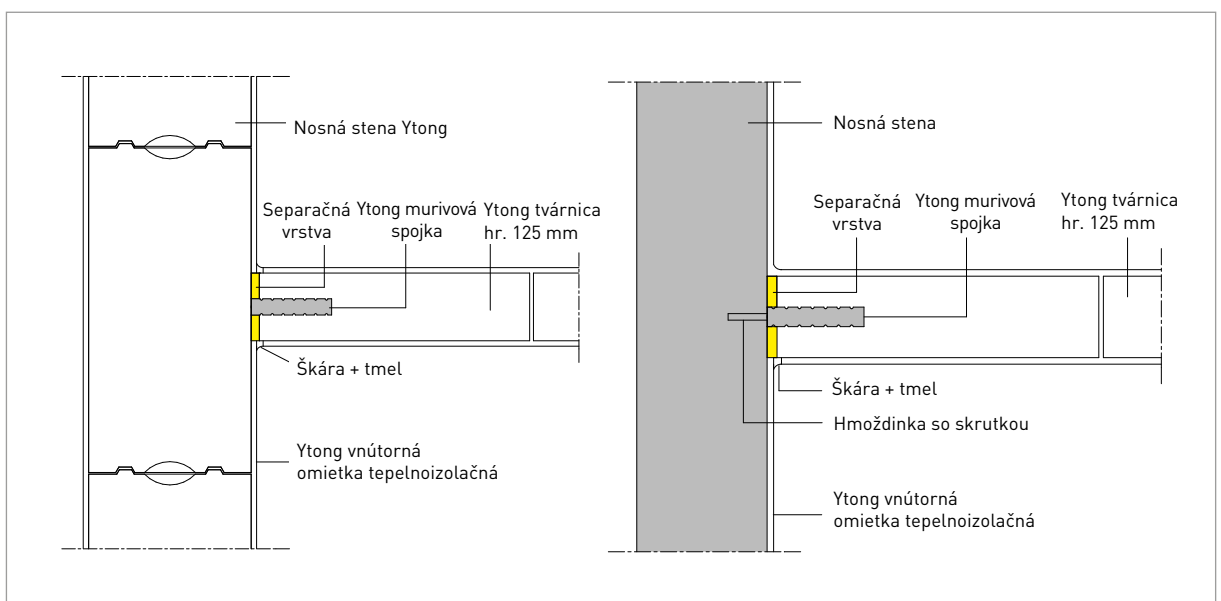 Nosná stena Ytong
Separačná
vrstva
Ytong murivová
spojka
Ytong tvárnica
hr. 125 mm
Škára + tmel
Ytong vnútorná
omietka tepelnoizolačná
Nosná stena
Separačná
vrstva
Ytong murivová
spojka
Ytong tvárnica
hr. 125 mm
Škára + tmel
Hmoždinka so skrutkou
Ytong vnútorná
omietka tepelnoizolačná